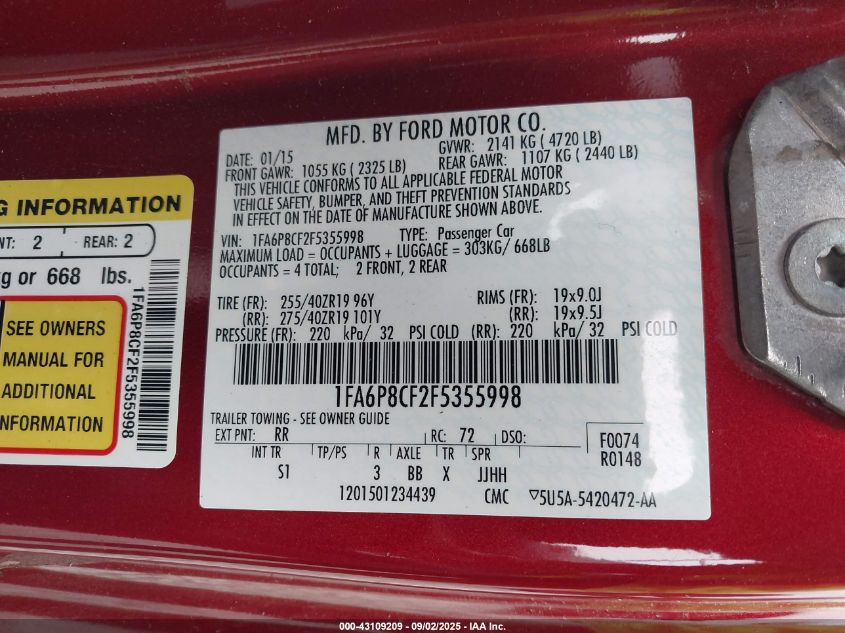 G INFORMATION
NT: 2 REAR: 2
kg or 668 lbs.
SEE OWNERS
MANUAL FOR
ADDITIONAL
INFORMATION
1FA6P8CF2F5355998
MFD. BY FORD MOTOR CO.
DATE: 01/15 GVWR: 2141 KG ( 4720 LB)
FRONT GAWR: 1055 KG ( 2325 LB) REAR GAWR: 1107 KG ( 2440 LB)
THIS VEHICLE CONFORMS TO ALL APPLICABLE FEDERAL MOTOR
VEHICLE SAFETY, BUMPER, AND THEFT PREVENTION STANDARDS
IN EFFECT ON THE DATE OF MANUFACTURE SHOWN ABOVE.
VIN: 1FA6P8CF2F5355998 TYPE: Passenger Car
MAXIMUM LOAD = OCCUPANTS + LUGGAGE = 303KG/ 668LB
OCCUPANTS = 4 TOTAL; 2 FRONT, 2 REAR
TIRE (FR): 255/40ZR19 96Y RIMS (FR): 19x9.0J
(RR): 275/40ZR19 101Y (RR): 19x9.5J
PRESSURE (FR): 220 kPa/ 32 PSI COLD (RR): 220 kPa/ 32 PSI COLD
1FA6P8CF2F5355998
TRAILER TOWING - SEE OWNER GUIDE
EXT PNT: RR RC: 72 DSO: F0074
R0148
INT TR TP/PS R AXLE TR SPR
S1 3 BB X JJHH
1201501234439 CMC ▽5U5A-5420472-AA
000-43109209 - 09/02/2025 - IAA Inc.